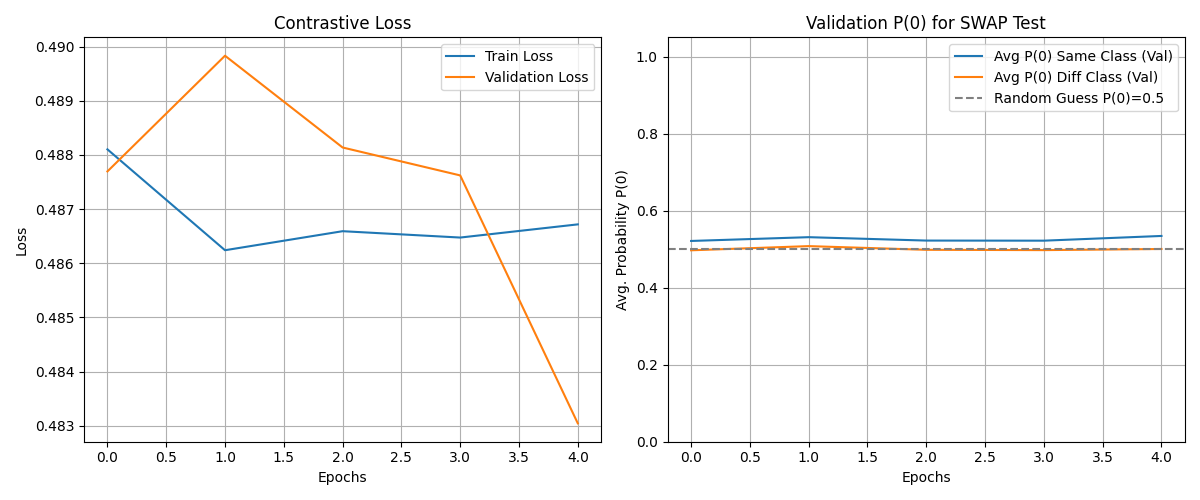 Contrastive Loss
0.490
0.489
0.488
0.487
0.486
0.485
0.484
0.483
Loss
Train Loss
Validation Loss
0.0 0.5 1.0 1.5 2.0 2.5 3.0 3.5 4.0
Epochs
Validation P(0) for SWAP Test
1.0
0.8
0.6
0.4
0.2
0.0
Avg. Probability P(0)
Avg P(0) Same Class (Val)
Avg P(0) Diff Class (Val)
Random Guess P(0)=0.5
0.0 0.5 1.0 1.5 2.0 2.5 3.0 3.5 4.0
Epochs